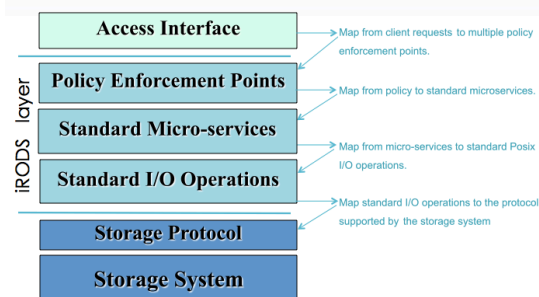 Access Interface
Map from client requests to multiple policy
enforcement points.
Policy Enforcement Points
Map from policy to standard microservices.
Standard Micro-services
Map from micro-services to standard Posix
I/O operations.
Standard I/O Operations
Map standard I/O operations to the protocol
supported by the storage system
Storage Protocol
Storage System
iRODS layer